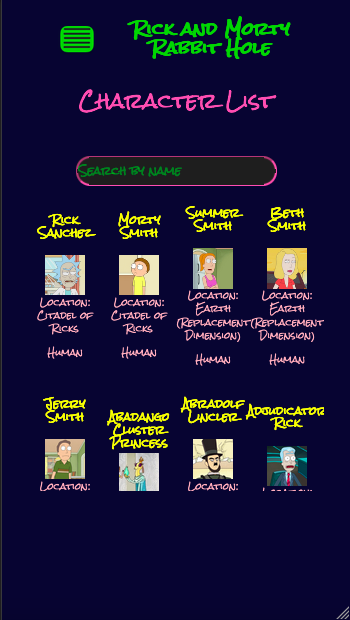 Rick and Morty
Rabbit Hole
Character List
Search by name
Rick
Sanchez
Morty
Smith
Summer
Smith
Beth
Smith
Location:
Citadel of
Ricks
Human
Location:
Citadel of
Ricks
Human
Location:
Earth
(Replacement
Dimension)
Human
Location:
Earth
(Replacement
Dimension)
Human
Jerry
Smith
Abadango
Cluster
Princess
Abradolf
Lincler
Adjudicator
Rick
Location:
Location: